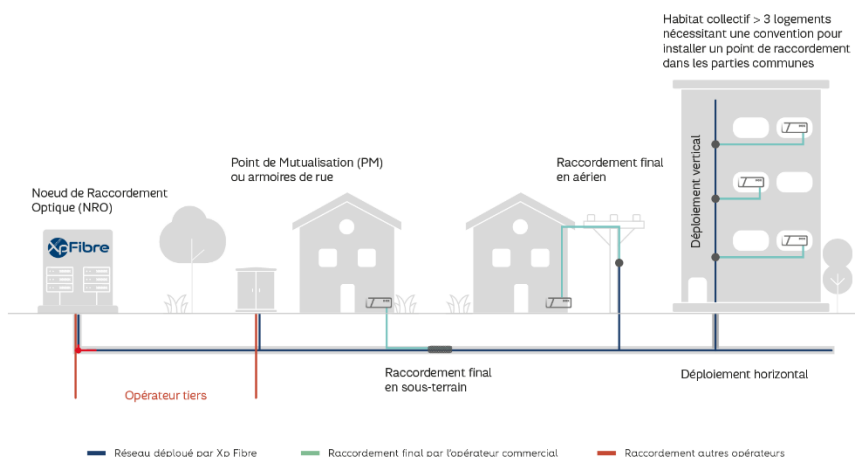 Habitat collectif > 3 logements
nécessitant une convention pour
installer un point de raccordement
dans les parties communes
Point de Mutualisation (PM)
ou armoires de rue
Raccordement final
en aérien
Noeud de Raccordement
Optique (NRO)
XpFibre
Déploiement vertical
Raccordement final
en sous-terrain
Déploiement horizontal
Opérateur tiers
Réseau déployé par Xp Fibre
Raccordement final par l'opérateur commercial
Raccordement autres opérateurs